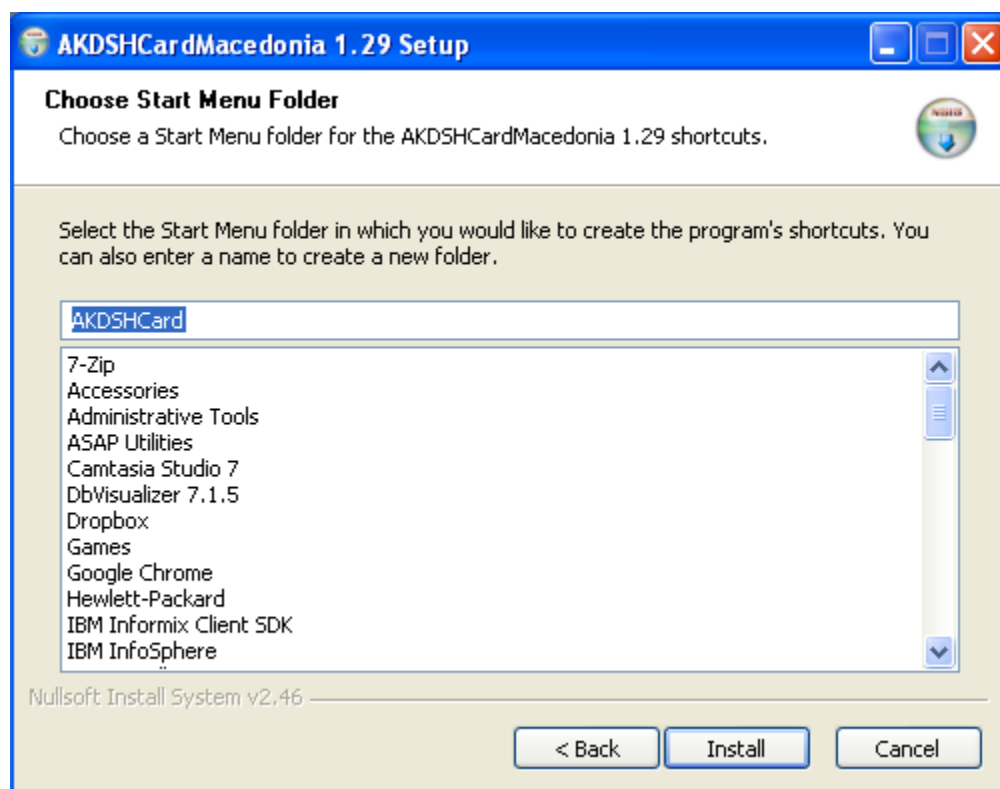 AKDSHCardMacedonia 1.29 Setup
Choose Start Menu Folder
Choose a Start Menu folder for the AKDSHCardMacedonia 1.29 shortcuts.
Select the Start Menu folder in which you would like to create the program's shortcuts. You
can also enter a name to create a new folder.
AKDSHCard
7-Zip
Accessories
Administrative Tools
ASAP Utilities
Camtasia Studio 7
DbVisualizer 7.1.5
Dropbox
Games
Google Chrome
Hewlett-Packard
IBM Informix Client SDK
IBM InfoSphere
Nullsoft Install System v2.46
< Back
Install
Cancel